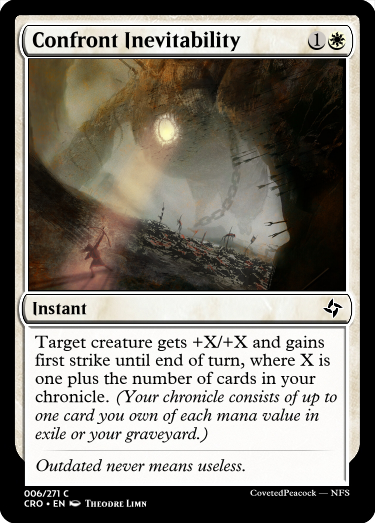 Confront Inevitability 1
Instant
Target creature gets +X/+X and gains
first strike until end of turn, where X is
one plus the number of cards in your
chronicle. (Your chronicle consists of up to
one card you own of each mana value in
exile or your graveyard.)
Outdated never means useless.
006/271 C
CRO • EN Theodre Limn
CovetedPeacock — NFS